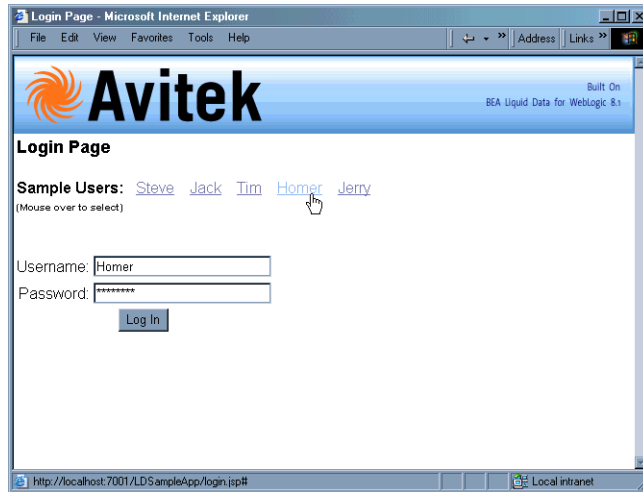 Login Page - Microsoft Internet Explorer
File Edit View Favorites Tools Help Address Links »
Avitek
Built On
BEA Liquid Data for WebLogic 8.1
Login Page
Sample Users: Steve Jack Tim Homer Jerry
(Mouse over to select)
Username: Homer
Password: ********
Log In
http://localhost:7001/LDSampleApp/login.jsp# Local intranet